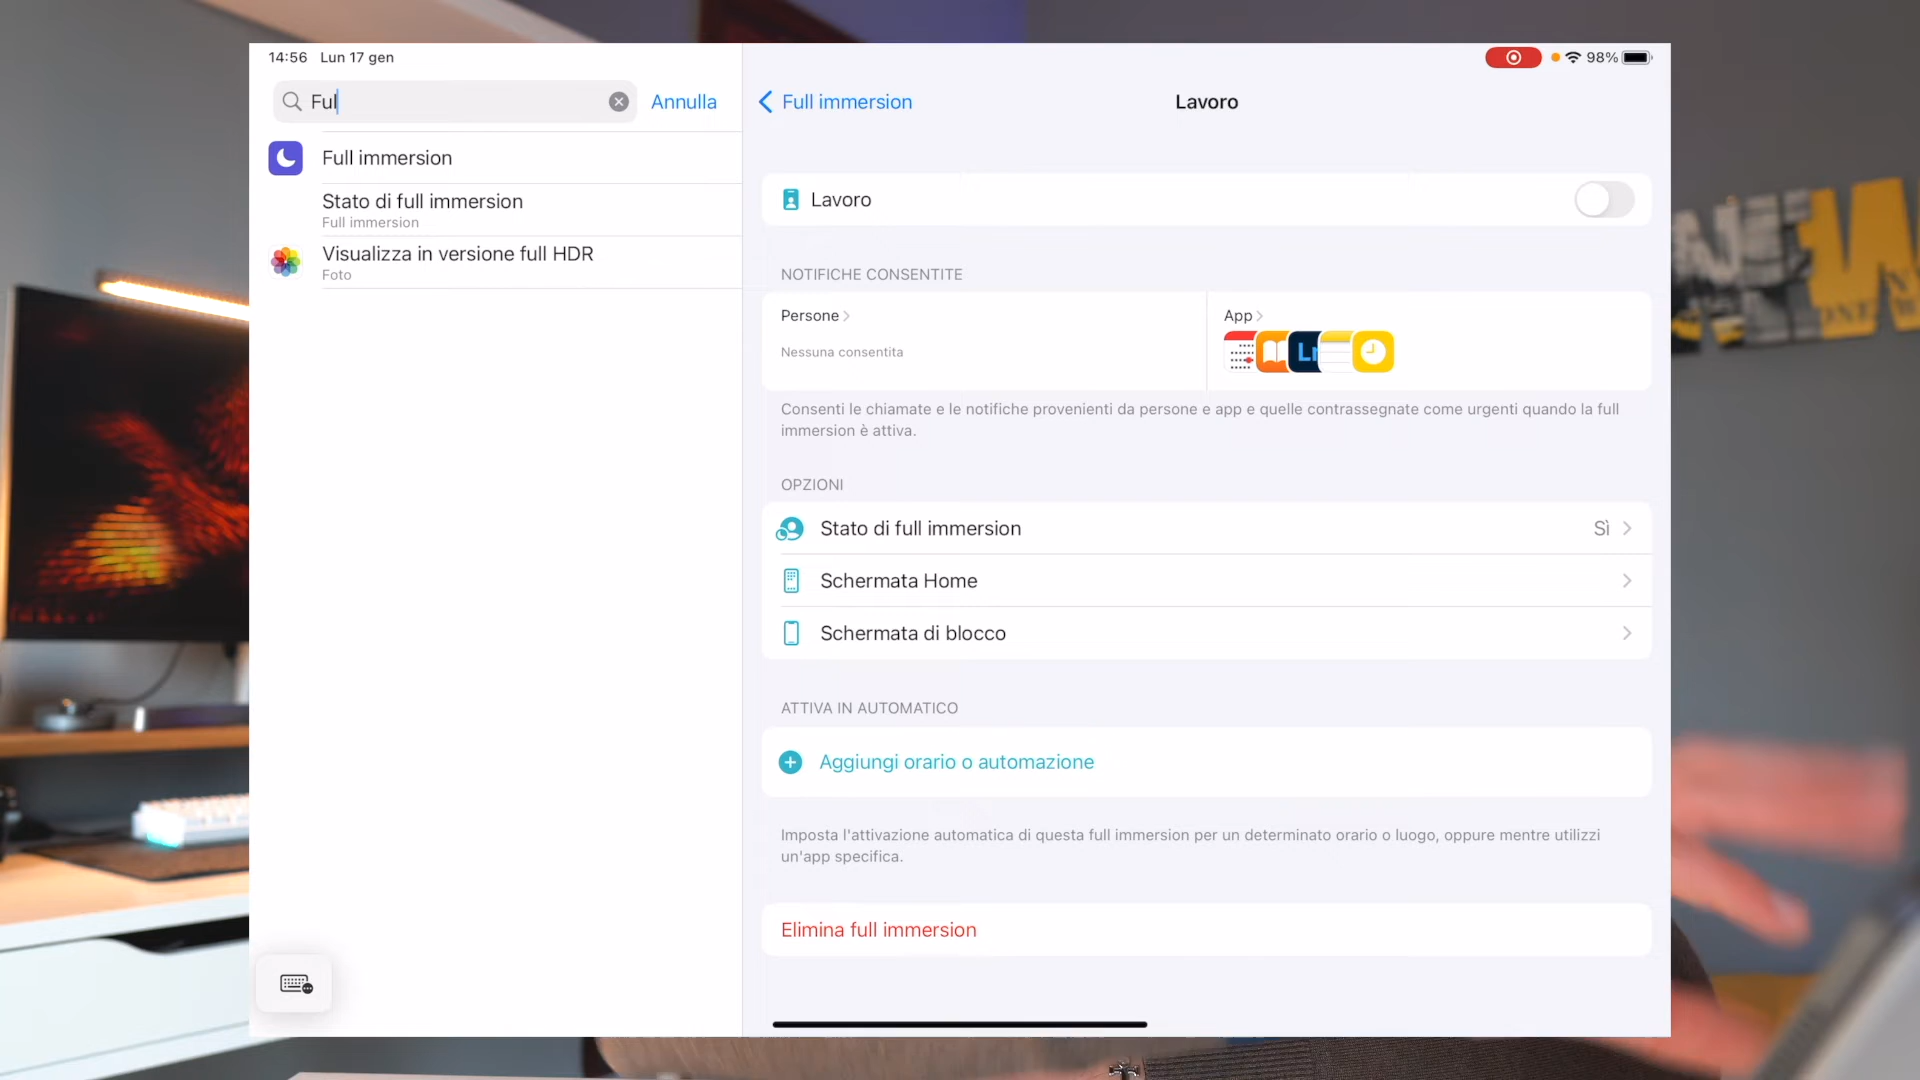 14:56 Lun 17 gen
98%
Ful
Annulla
Full immersion
Stato di full immersion
Full immersion
Visualizza in versione full HDR
Foto
Full immersion
Lavoro
Lavoro
NOTIFICHE CONSENTITE
Persone
Nessuna consentita
App
Lr
Consenti le chiamate e le notifiche provenienti da persone e app e quelle contrassegnate come urgenti quando la full
immersion è attiva.
OPZIONI
Stato di full immersion
Sì
Schermata Home
Schermata di blocco
ATTIVA IN AUTOMATICO
Aggiungi orario o automazione
Imposta l'attivazione automatica di questa full immersion per un determinato orario o luogo, oppure mentre utilizzi
un'app specifica.
Elimina full immersion
NEW